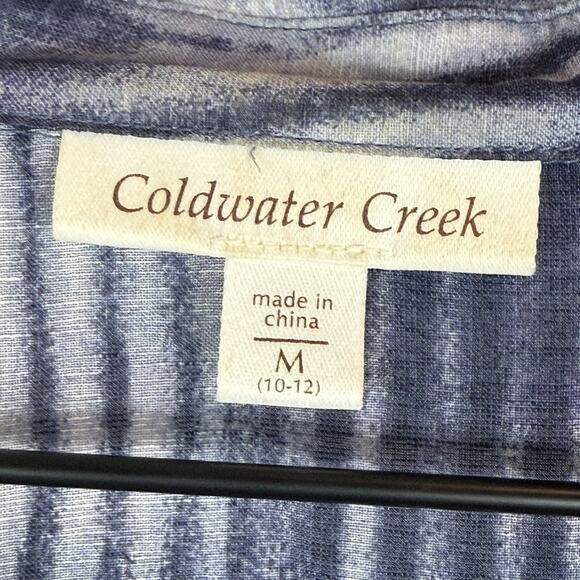 Coldwater Creek
made in
china
M
(10-12)